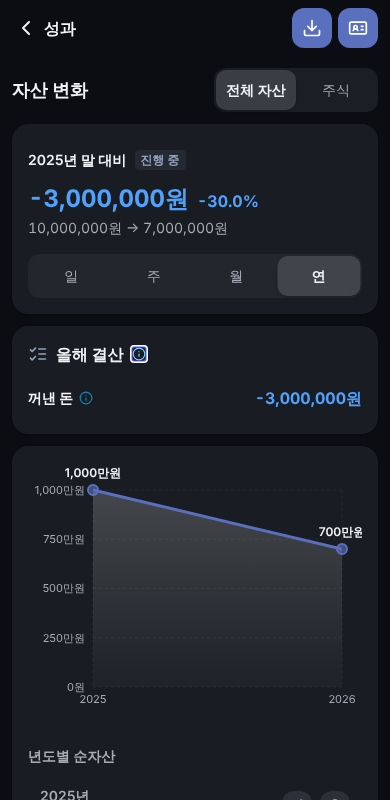 성과
자산 변화
전체 자산
주식
2025년 말 대비 진행 중
-3,000,000원 -30.0%
10,000,000원 → 7,000,000원
일 주 월 연
올해 결산
꺼낸 돈 -3,000,000원
1,000만원
1,000만원
700만원
750만원
500만원
250만원
0원
2025 2026
년도별 순자산
2025년